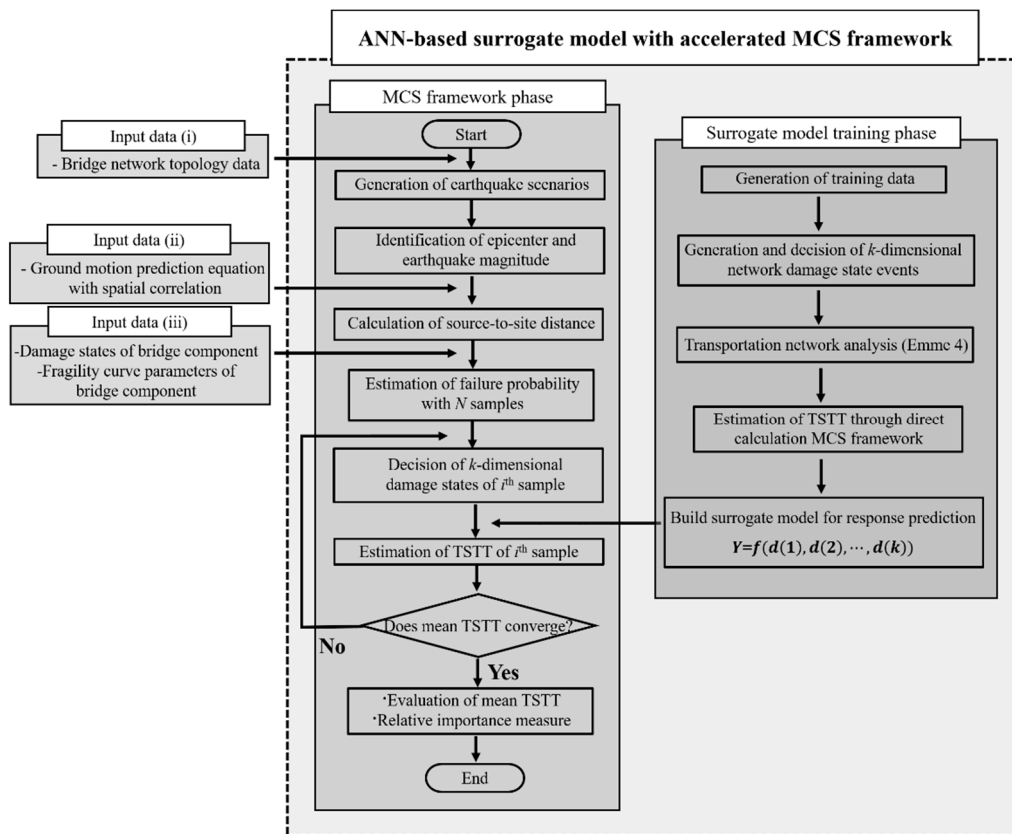 ANN-based surrogate model with accelerated MCS framework
MCS framework phase
Start
Input data (i)
- Bridge network topology data
Generation of earthquake scenarios
Identification of epicenter and
earthquake magnitude
Input data (ii)
- Ground motion prediction equation
with spatial correlation
Calculation of source-to-site distance
Input data (iii)
-Damage states of bridge component
-Fragility curve parameters of
bridge component
Estimation of failure probability
with N samples
Decision of k-dimensional
damage states of ith sample
Estimation of TSTT of ith sample
Does mean TSTT converge?
No
Yes
·Evaluation of mean TSTT
·Relative importance measure
End
Surrogate model training phase
Generation of training data
Generation and decision of k-dimensional
network damage state events
Transportation network analysis (Emme 4)
Estimation of TSTT through direct
calculation MCS framework
Build surrogate model for response prediction
Y=f(d(1), d(2), ⋯, d(k))